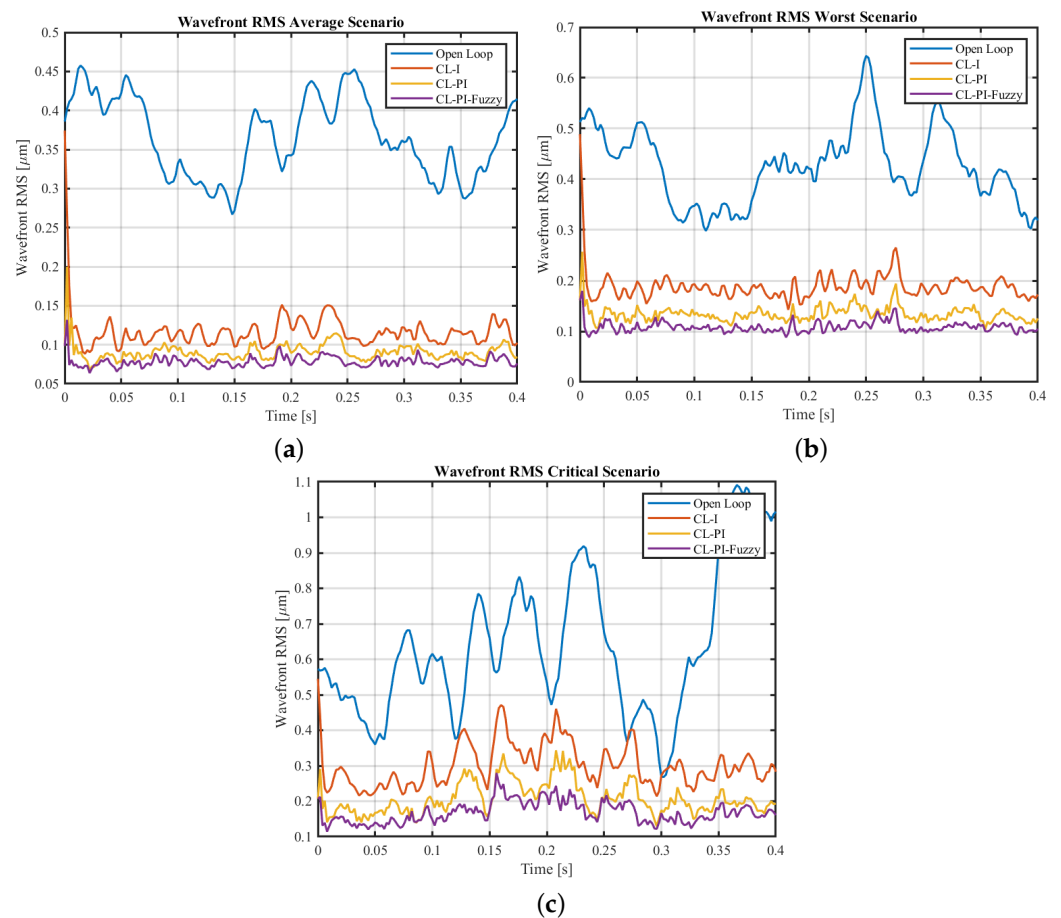 Wavefront RMS Average Scenario
0.5
0.45
0.4
0.35
0.3
0.25
0.2
0.15
0.1
0.05
Wavefront RMS [μm]
Open Loop
CL-I
CL-PI
CL-PI-Fuzzy
0 0.05 0.1 0.15 0.2 0.25 0.3 0.35 0.4
Time [s]
(a)
Wavefront RMS Worst Scenario
0.7
0.6
0.5
0.4
0.3
0.2
0.1
0
Wavefront RMS [μm]
Open Loop
CL-I
CL-PI
CL-PI-Fuzzy
0 0.05 0.1 0.15 0.2 0.25 0.3 0.35 0.4
Time [s]
(b)
Wavefront RMS Critical Scenario
1.1
1
0.9
0.8
0.7
0.6
0.5
0.4
0.3
0.2
0.1
Wavefront RMS [μm]
Open Loop
CL-I
CL-PI
CL-PI-Fuzzy
0 0.05 0.1 0.15 0.2 0.25 0.3 0.35 0.4
Time [s]
(c)